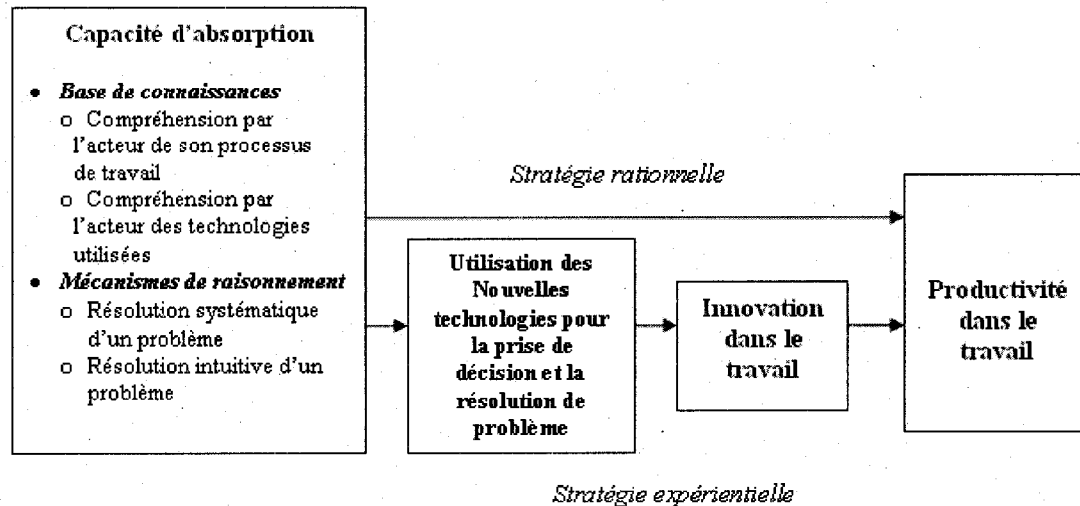 Capacité d'absorption
• Base de connaissances
o Compréhension par
l'acteur de son processus
de travail
o Compréhension par
l'acteur des technologies
utilisées
• Mécanismes de raisonnement
o Résolution systématique
d'un problème
o Résolution intuitive d'un
problème
Stratégie rationnelle
Utilisation des
Nouvelles
technologies pour
la prise de
décision et la
résolution de
problème
Innovation
dans le
travail
Productivité
dans le
travail
Stratégie expérientielle